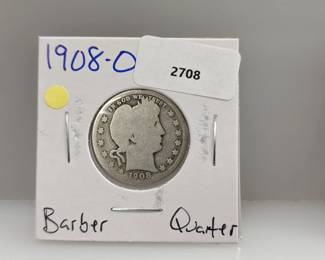 1908-O
2708
IN GOD WE TRUST
1908
Barber Quarter